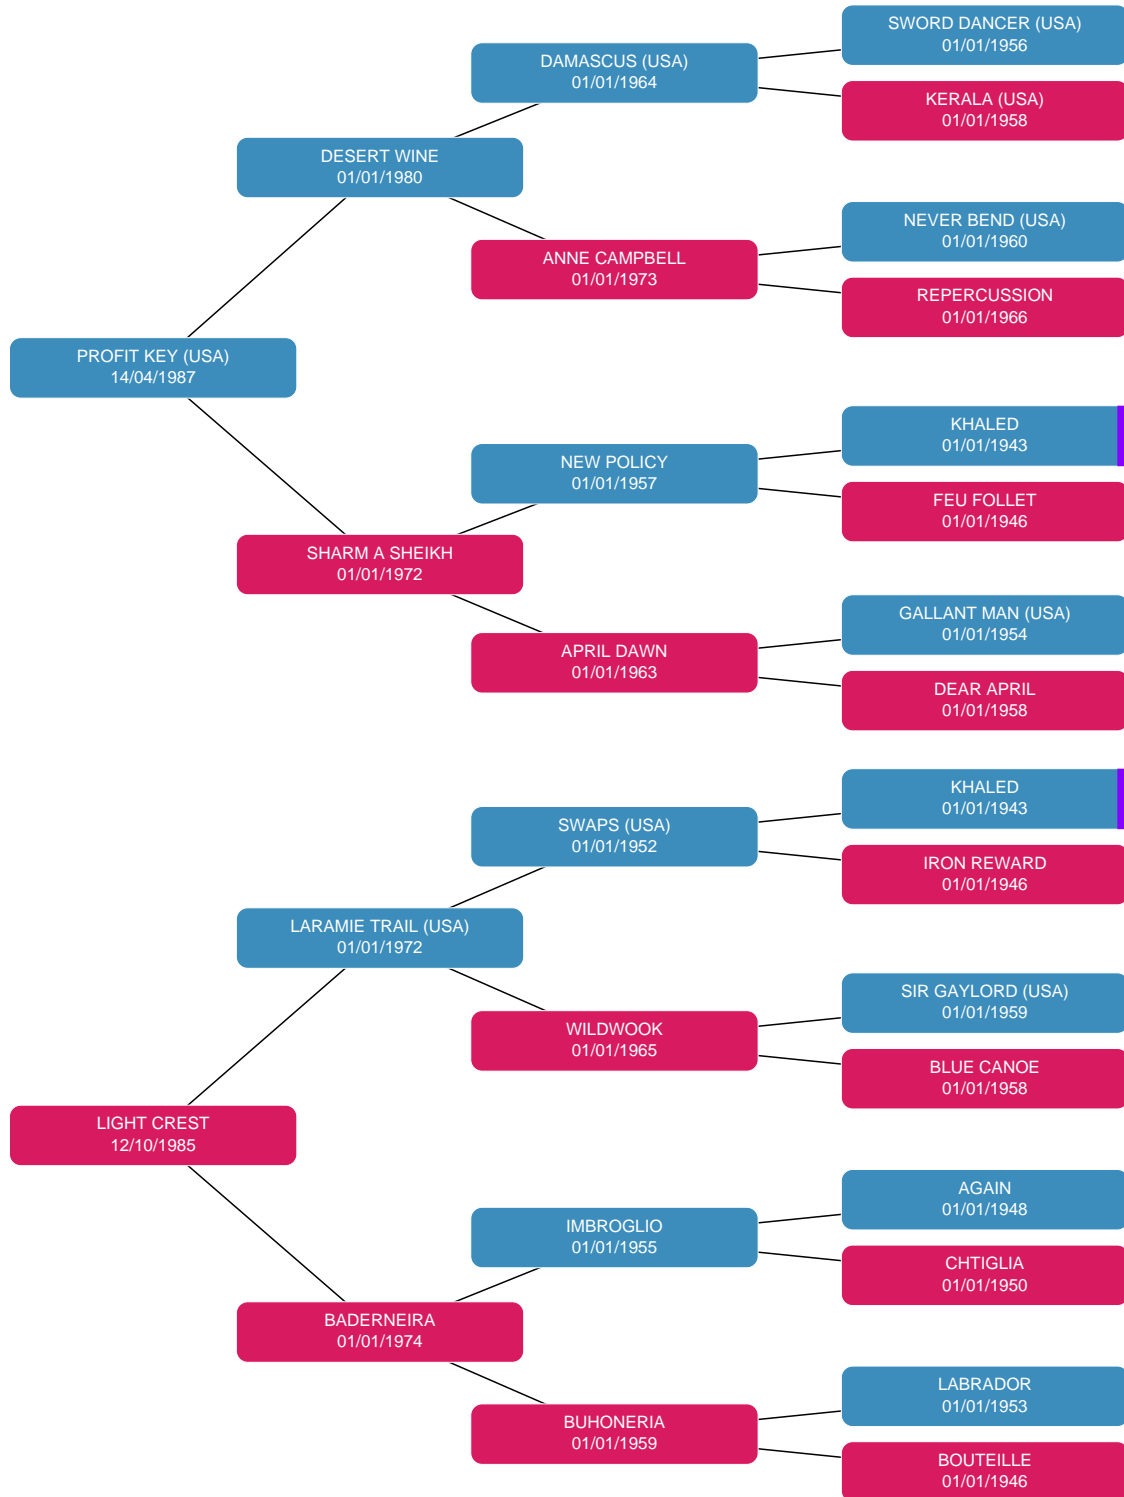 SWORD DANCER (USA)
01/01/1956
DAMASCUS (USA)
01/01/1964
KERALA (USA)
01/01/1958
DESERT WINE
01/01/1980
NEVER BEND (USA)
01/01/1960
ANNE CAMPBELL
01/01/1973
REPERCUSSION
01/01/1966
PROFIT KEY (USA)
14/04/1987
KHALED
01/01/1943
NEW POLICY
01/01/1957
FEU FOLLET
01/01/1946
SHARM A SHEIKH
01/01/1972
GALLANT MAN (USA)
01/01/1954
APRIL DAWN
01/01/1963
DEAR APRIL
01/01/1958
KHALED
01/01/1943
SWAPS (USA)
01/01/1952
IRON REWARD
01/01/1946
LARAMIE TRAIL (USA)
01/01/1972
SIR GAYLORD (USA)
01/01/1959
WILDWOOK
01/01/1965
BLUE CANOE
01/01/1958
LIGHT CREST
12/10/1985
AGAIN
01/01/1948
IMBROGLIO
01/01/1955
CHTIGLIA
01/01/1950
BADERNEIRA
01/01/1974
LABRADOR
01/01/1953
BUHONERIA
01/01/1959
BOUTEILLE
01/01/1946